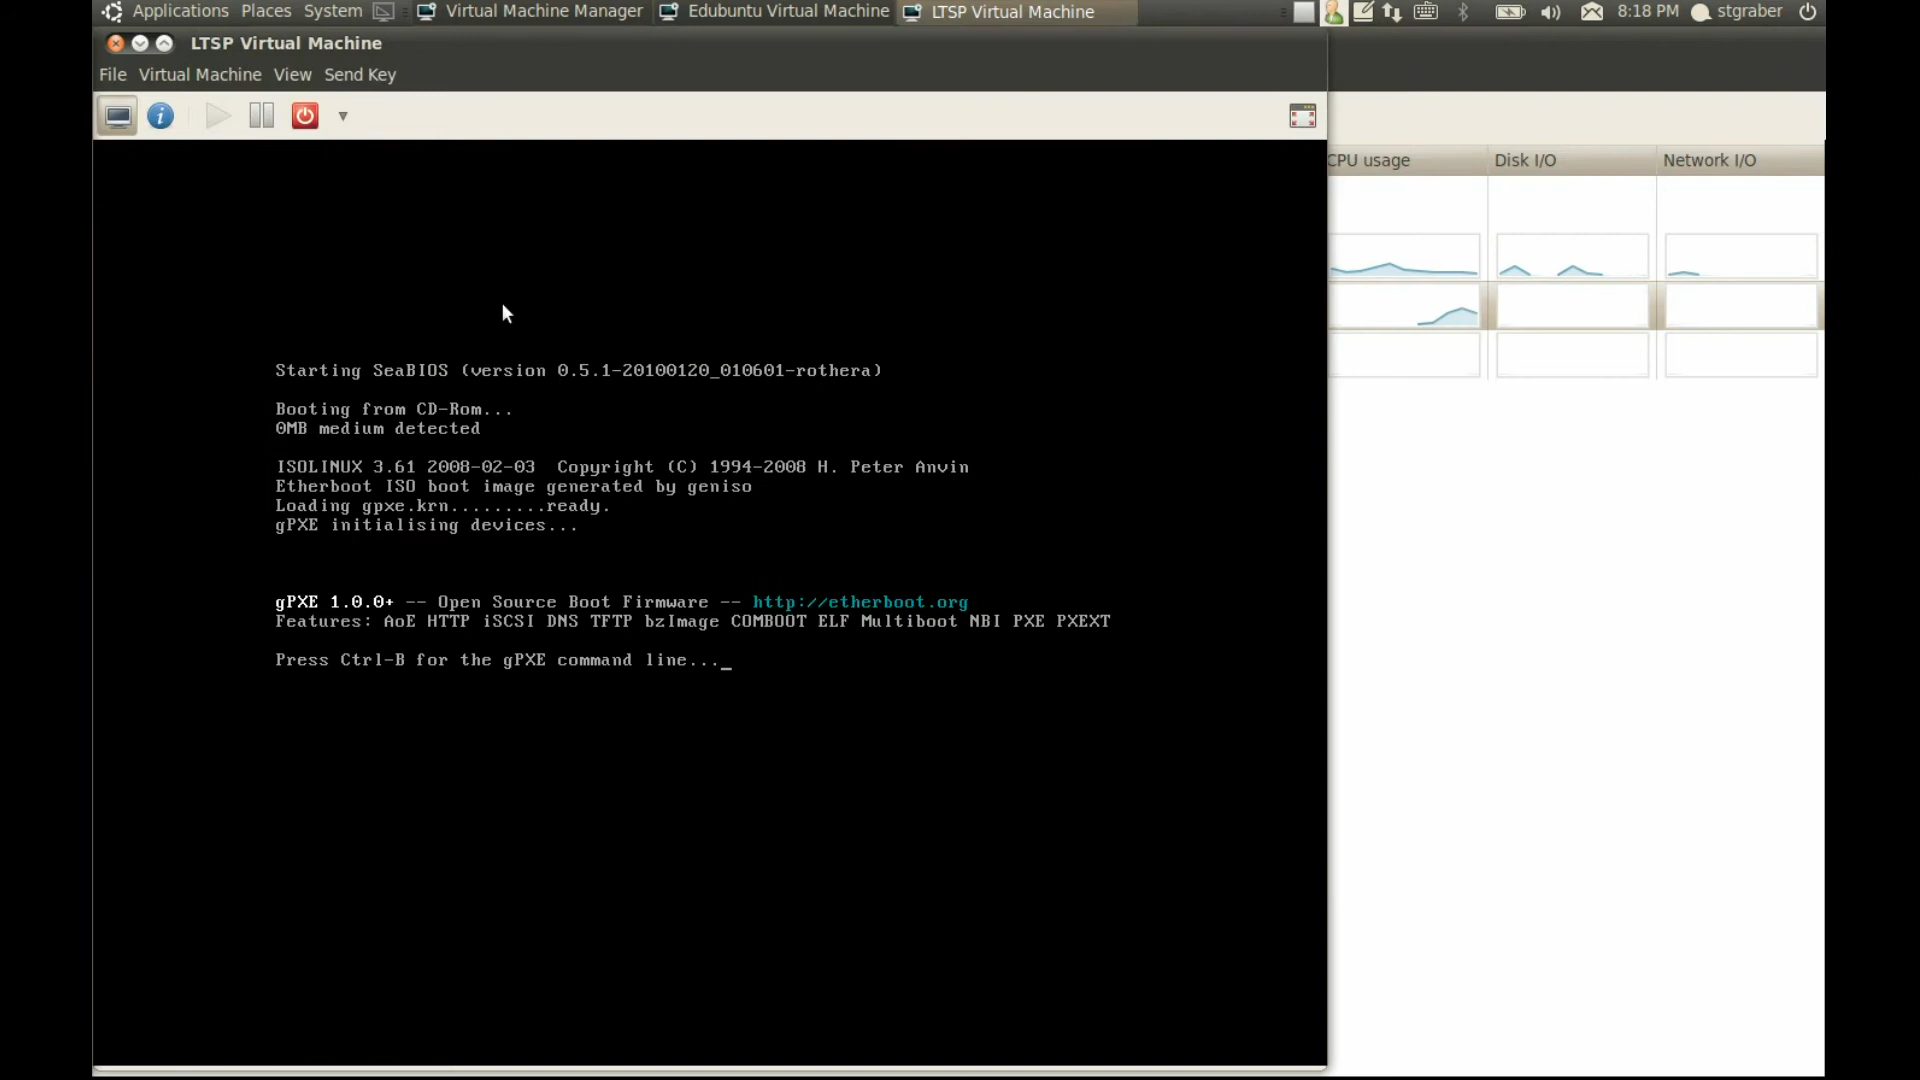 Applications Places System Virtual Machine Manager Edubuntu Virtual Machine LTSP Virtual Machine 8:18 PM stgraber
LTSP Virtual Machine
File Virtual Machine View Send Key
CPU usage Disk I/O Network I/O
Starting SeaBIOS (version 0.5.1-20100120_010601-rothera)
Booting from CD-Rom...
0MB medium detected
ISOLINUX 3.61 2008-02-03  Copyright (C) 1994-2008 H. Peter Anvin
Etherboot ISO boot image generated by geniso
Loading gpxe.krn.........ready.
gPXE initialising devices...
gPXE 1.0.0+ -- Open Source Boot Firmware -- http://etherboot.org
Features: AoE HTTP iSCSI DNS TFTP bzImage COMBOOT ELF Multiboot NBI PXE PXEXT
Press Ctrl-B for the gPXE command line..._